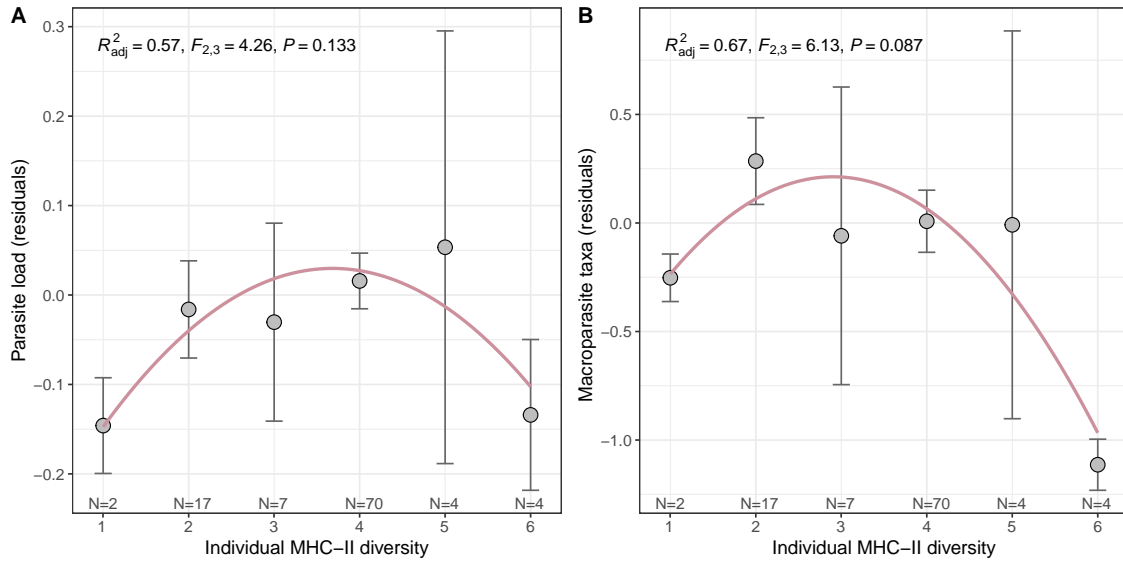 A
R²adj = 0.57, F2,3 = 4.26, P = 0.133
Parasite load (residuals)
0.3
0.2
0.1
0.0
−0.1
−0.2
N=2 N=17 N=7 N=70 N=4 N=4
1 2 3 4 5 6
Individual MHC−II diversity
B
R²adj = 0.67, F2,3 = 6.13, P = 0.087
Macroparasite taxa (residuals)
0.5
0.0
−0.5
−1.0
N=2 N=17 N=7 N=70 N=4 N=4
1 2 3 4 5 6
Individual MHC−II diversity